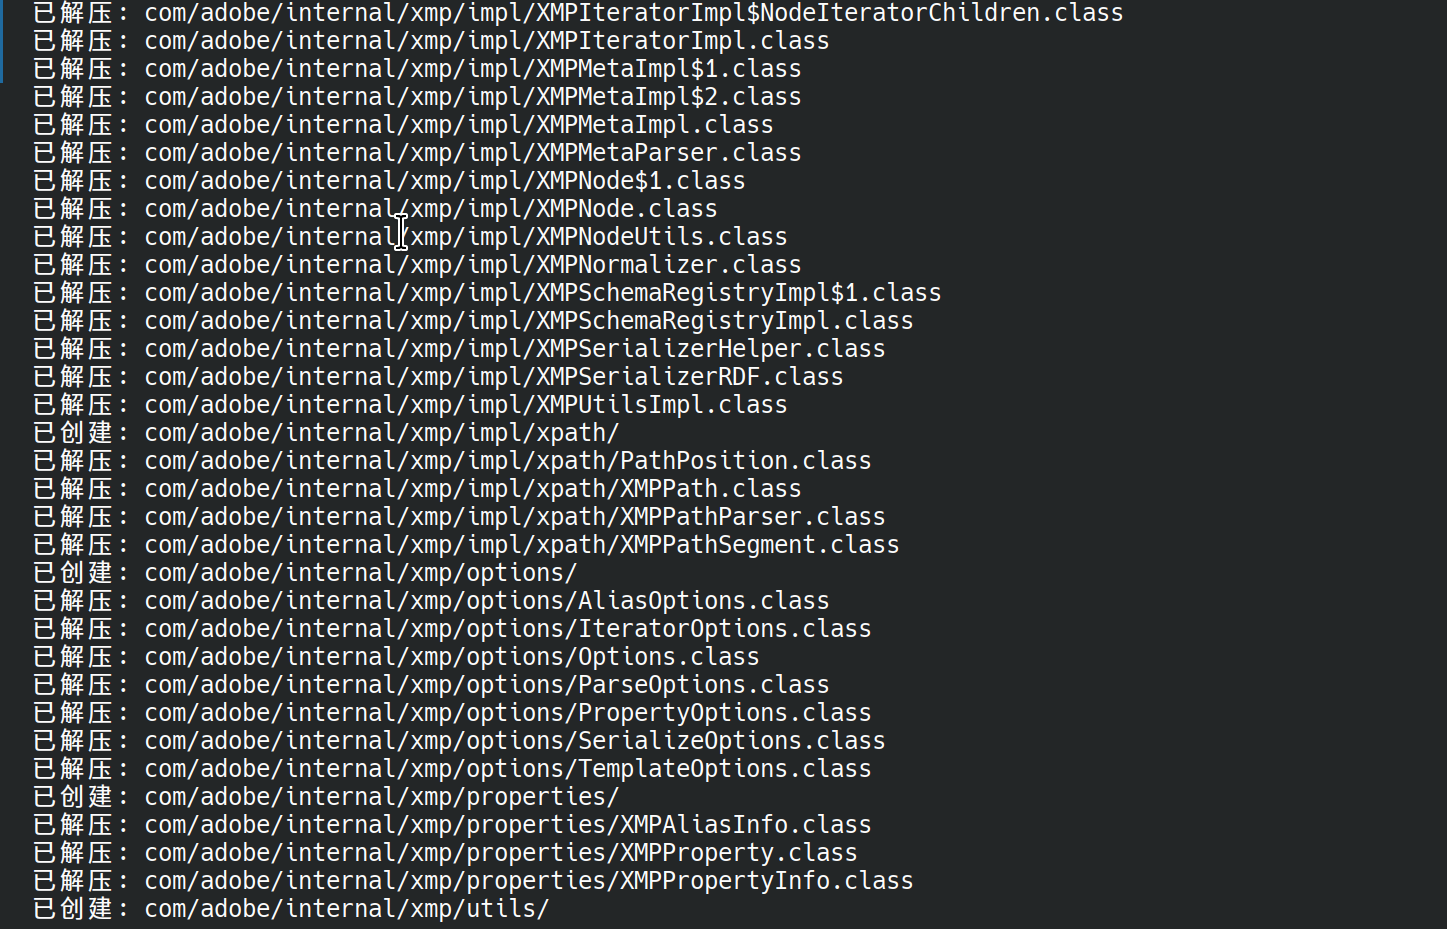 已解压: com/adobe/internal/xmp/impl/XMPIteratorImpl$NodeIteratorChildren.class
已解压: com/adobe/internal/xmp/impl/XMPIteratorImpl.class
已解压: com/adobe/internal/xmp/impl/XMPMetaImpl$1.class
已解压: com/adobe/internal/xmp/impl/XMPMetaImpl$2.class
已解压: com/adobe/internal/xmp/impl/XMPMetaImpl.class
已解压: com/adobe/internal/xmp/impl/XMPMetaParser.class
已解压: com/adobe/internal/xmp/impl/XMPNode$1.class
已解压: com/adobe/internal/xmp/impl/XMPNode.class
已解压: com/adobe/internal/xmp/impl/XMPNodeUtils.class
已解压: com/adobe/internal/xmp/impl/XMPNormalizer.class
已解压: com/adobe/internal/xmp/impl/XMPSchemaRegistryImpl$1.class
已解压: com/adobe/internal/xmp/impl/XMPSchemaRegistryImpl.class
已解压: com/adobe/internal/xmp/impl/XMPSerializerHelper.class
已解压: com/adobe/internal/xmp/impl/XMPSerializerRDF.class
已解压: com/adobe/internal/xmp/impl/XMPUtilsImpl.class
已创建: com/adobe/internal/xmp/impl/xpath/
已解压: com/adobe/internal/xmp/impl/xpath/PathPosition.class
已解压: com/adobe/internal/xmp/impl/xpath/XMPPath.class
已解压: com/adobe/internal/xmp/impl/xpath/XMPPathParser.class
已解压: com/adobe/internal/xmp/impl/xpath/XMPPathSegment.class
已创建: com/adobe/internal/xmp/options/
已解压: com/adobe/internal/xmp/options/AliasOptions.class
已解压: com/adobe/internal/xmp/options/IteratorOptions.class
已解压: com/adobe/internal/xmp/options/Options.class
已解压: com/adobe/internal/xmp/options/ParseOptions.class
已解压: com/adobe/internal/xmp/options/PropertyOptions.class
已解压: com/adobe/internal/xmp/options/SerializeOptions.class
已解压: com/adobe/internal/xmp/options/TemplateOptions.class
已创建: com/adobe/internal/xmp/properties/
已解压: com/adobe/internal/xmp/properties/XMPAliasInfo.class
已解压: com/adobe/internal/xmp/properties/XMPProperty.class
已解压: com/adobe/internal/xmp/properties/XMPPropertyInfo.class
已创建: com/adobe/internal/xmp/utils/